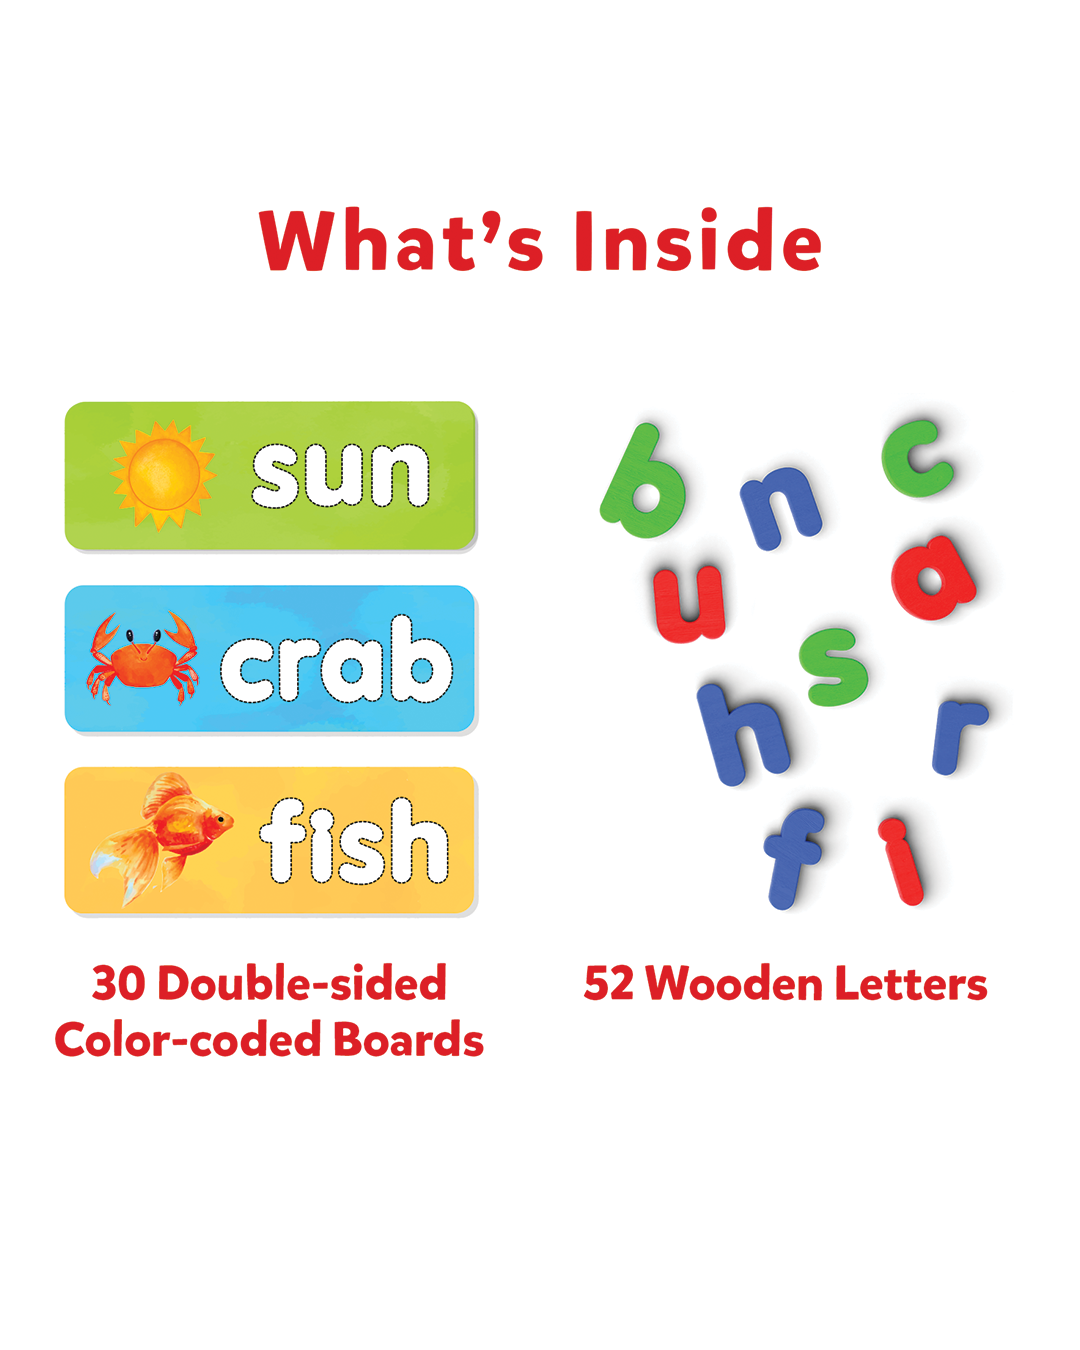 What's Inside
sun
crab
fish
b
n
c
u
a
s
h
r
f
i
30 Double-sided
Color-coded Boards
52 Wooden Letters